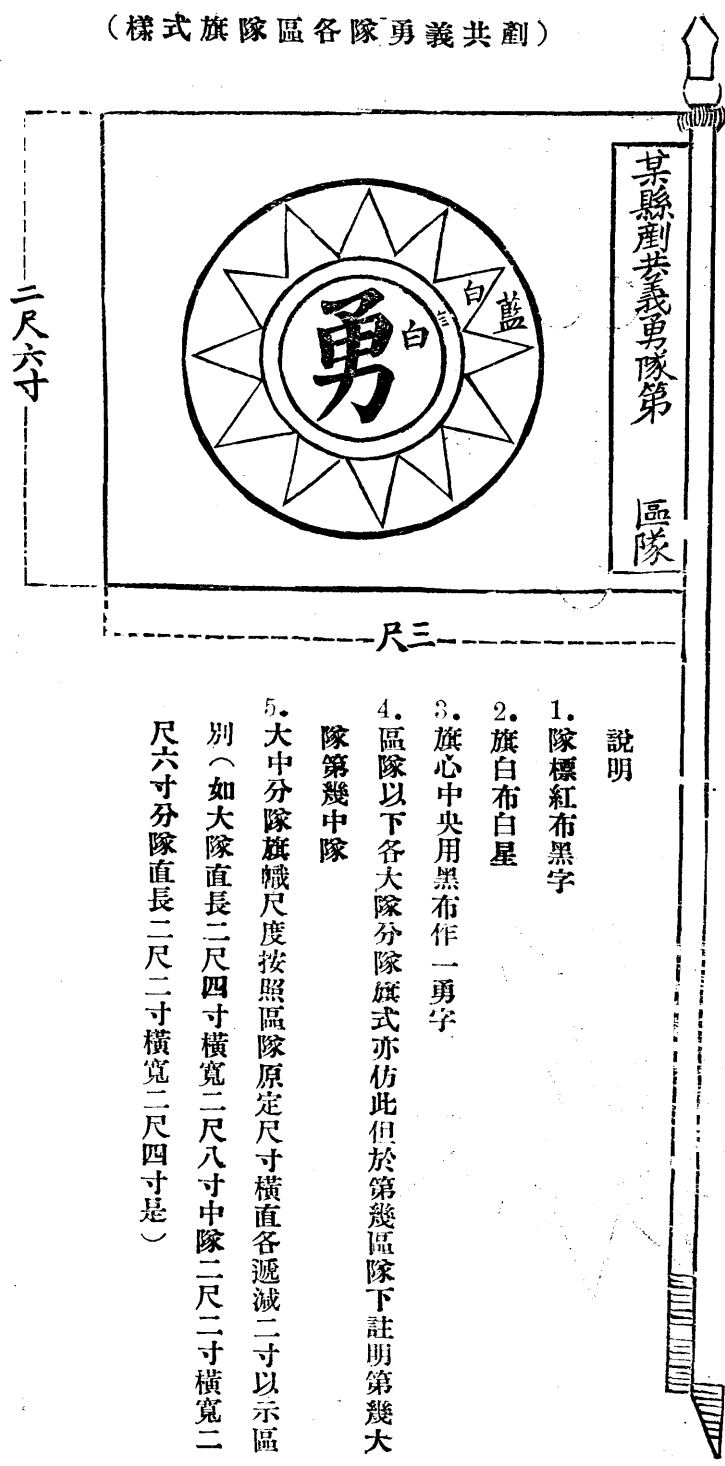 （剷共義勇隊各區隊旗式樣）
某縣剷共義勇隊第　區隊
藍
白
白
勇
二尺六寸
三尺
說明
1.隊標紅布黑字
2.旗白布白星
3.旗心中央用黑布作一勇字
4.區隊以下各大隊分隊旗式亦仿此但於第幾區隊下註明第幾大
隊第幾中隊
5.大中分隊旗幟尺度按照區隊原定尺寸橫直各遞減二寸以示區
別（如大隊直長二尺四寸橫寬二尺八寸中隊二尺二寸橫寬二
尺六寸分隊直長二尺二寸橫寬二尺四寸是）